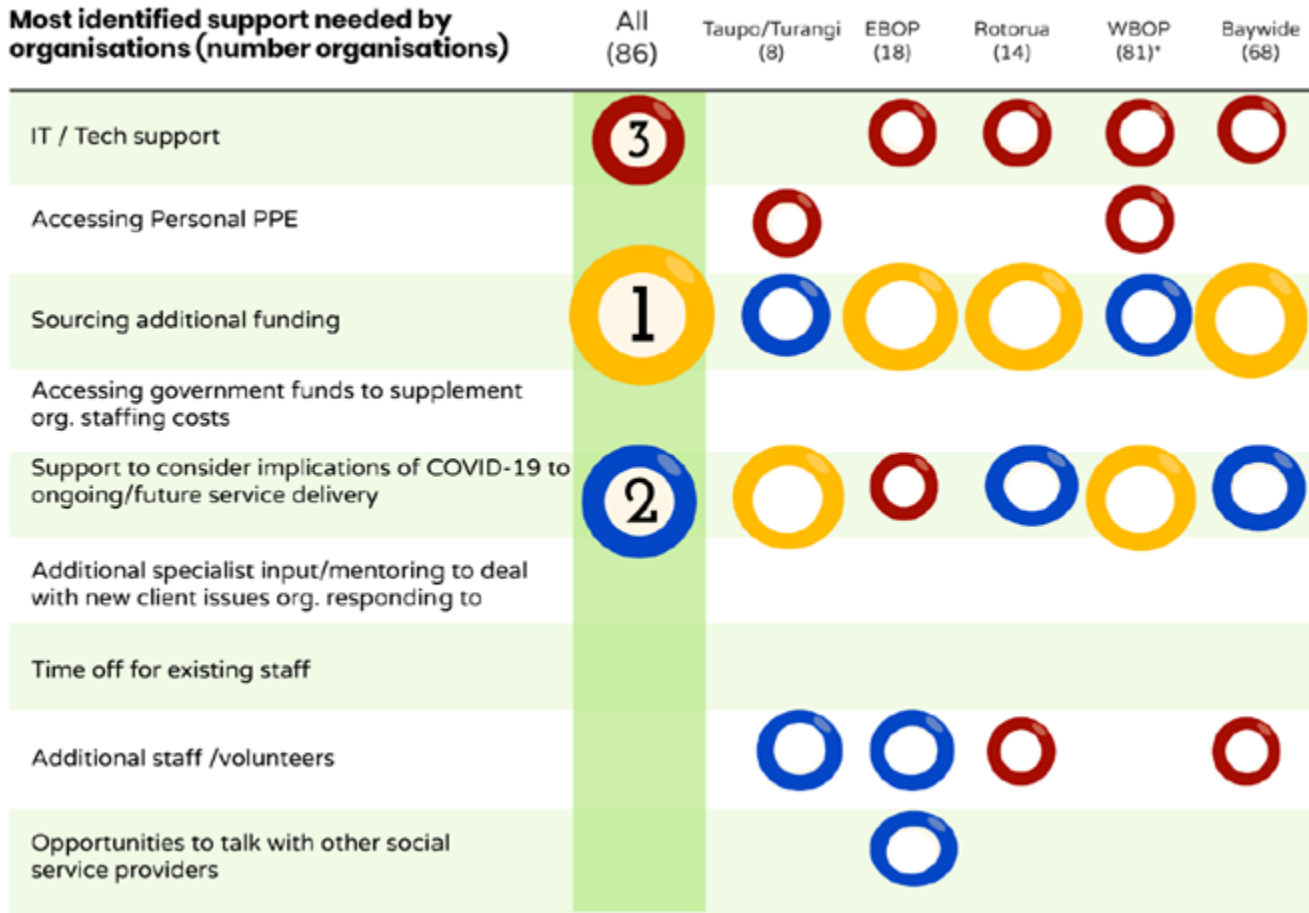 Most identified support needed by
organisations (number organisations)
All
(86)
Taupo/Turangi
(8)
EBOP
(18)
Rotorua
(14)
WBOP
(81)*
Baywide
(68)
IT / Tech support
3
Accessing Personal PPE
Sourcing additional funding
1
Accessing government funds to supplement
org. staffing costs
Support to consider implications of COVID-19 to
ongoing/future service delivery
2
Additional specialist input/mentoring to deal
with new client issues org. responding to
Time off for existing staff
Additional staff /volunteers
Opportunities to talk with other social
service providers